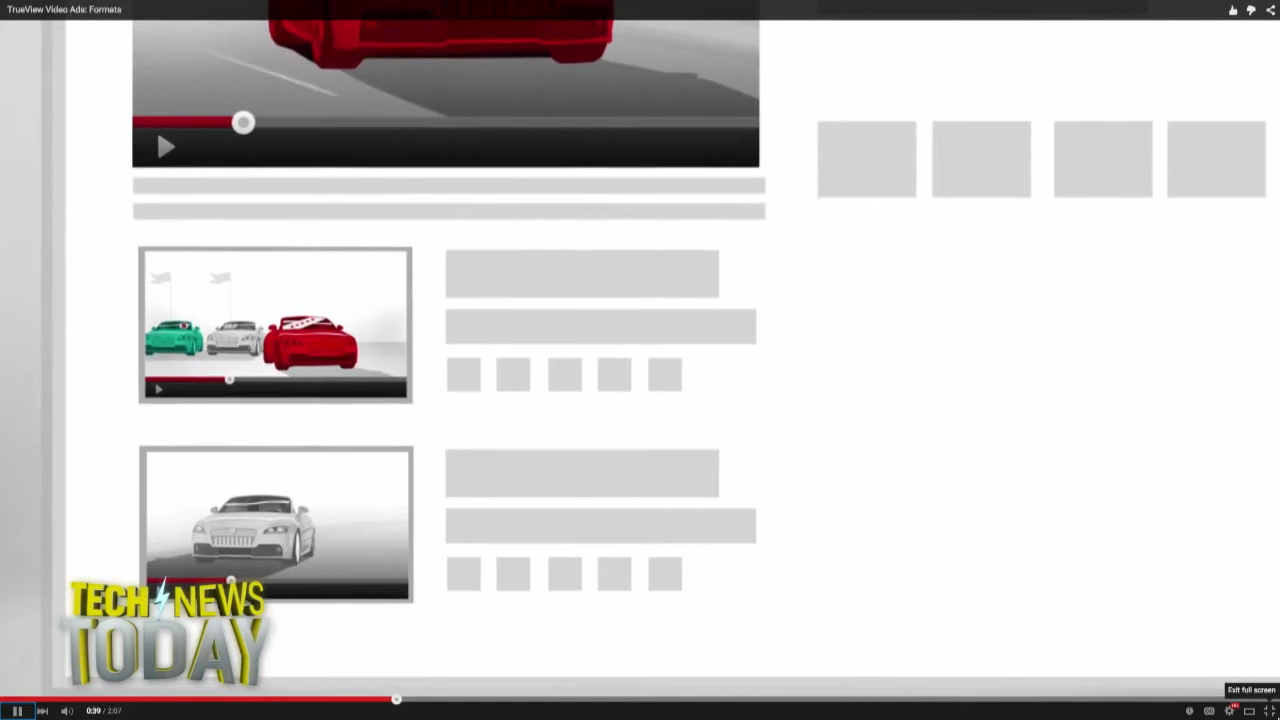 TrueView Video Ads: Formats
TECH NEWS
TODAY
Exit full screen
0:39 / 2:07